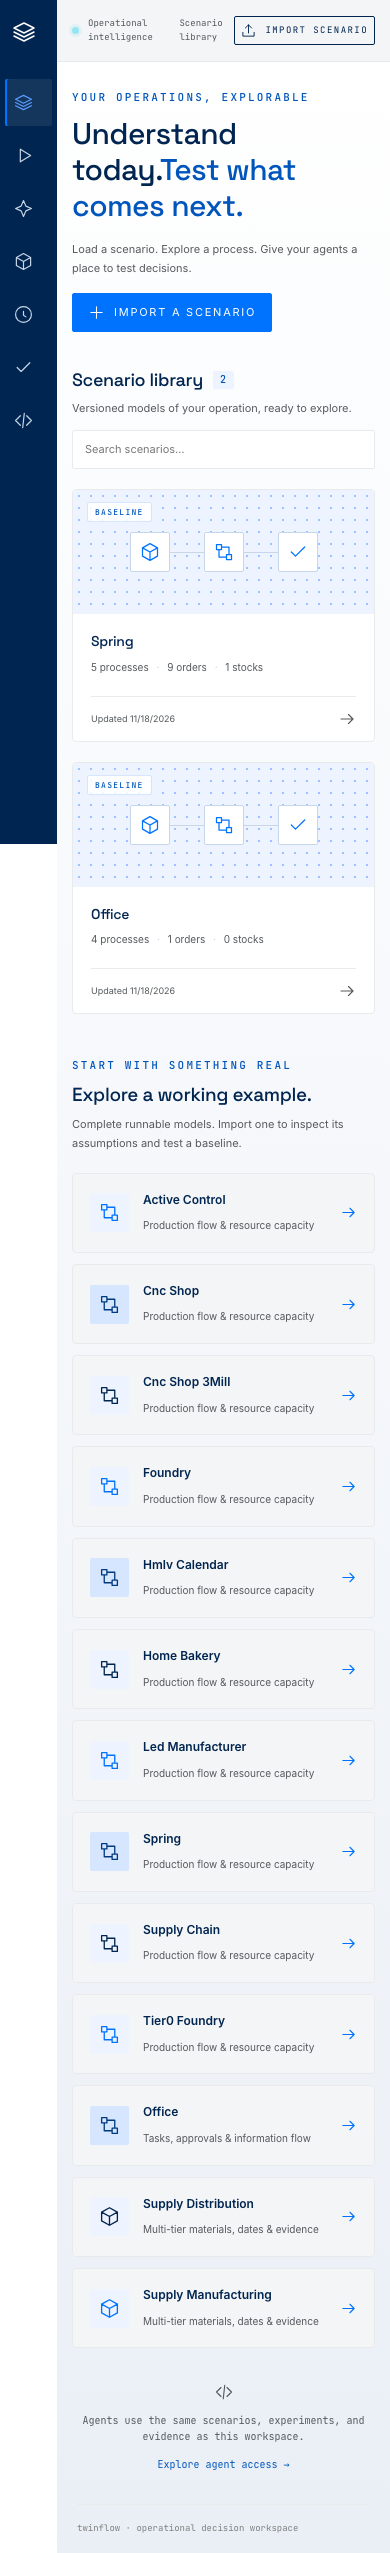 Operational
intelligence
Scenario
library
IMPORT SCENARIO
YOUR OPERATIONS, EXPLORABLE
Understand
today.Test what
comes next.
Load a scenario. Explore a process. Give your agents a
place to test decisions.
IMPORT A SCENARIO
Scenario library 2
Versioned models of your operation, ready to explore.
Search scenarios...
BASELINE
Spring
5 processes · 9 orders · 1 stocks
Updated 11/18/2026
BASELINE
Office
4 processes · 1 orders · 0 stocks
Updated 11/18/2026
START WITH SOMETHING REAL
Explore a working example.
Complete runnable models. Import one to inspect its
assumptions and test a baseline.
Active Control
Production flow & resource capacity
Cnc Shop
Production flow & resource capacity
Cnc Shop 3Mill
Production flow & resource capacity
Foundry
Production flow & resource capacity
Hmlv Calendar
Production flow & resource capacity
Home Bakery
Production flow & resource capacity
Led Manufacturer
Production flow & resource capacity
Spring
Production flow & resource capacity
Supply Chain
Production flow & resource capacity
Tier0 Foundry
Production flow & resource capacity
Office
Tasks, approvals & information flow
Supply Distribution
Multi-tier materials, dates & evidence
Supply Manufacturing
Multi-tier materials, dates & evidence
Agents use the same scenarios, experiments, and
evidence as this workspace.
Explore agent access →
twinflow · operational decision workspace